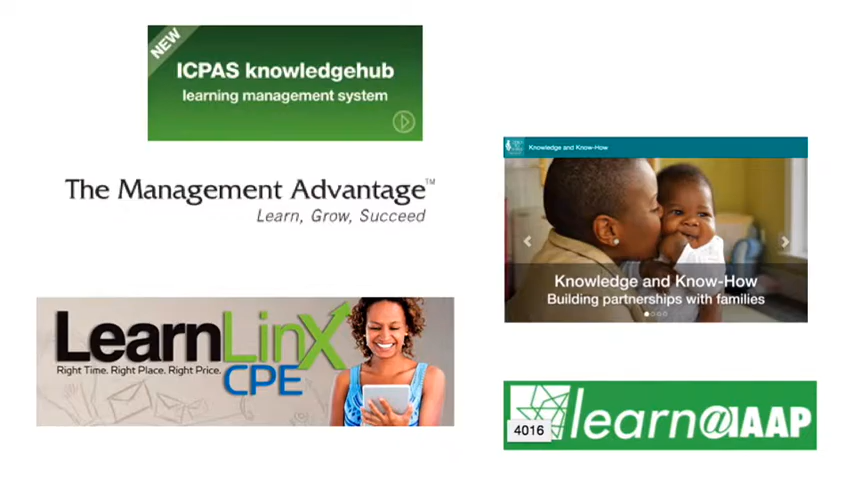 NEW
ICPAS knowledgehub
learning management system
The Management Advantage™
Learn, Grow, Succeed
LearnLinX
Right Time. Right Place. Right Price.
CPE
Knowledge and Know-How
Knowledge and Know-How
Building partnerships with families
4016
learn@IAAP